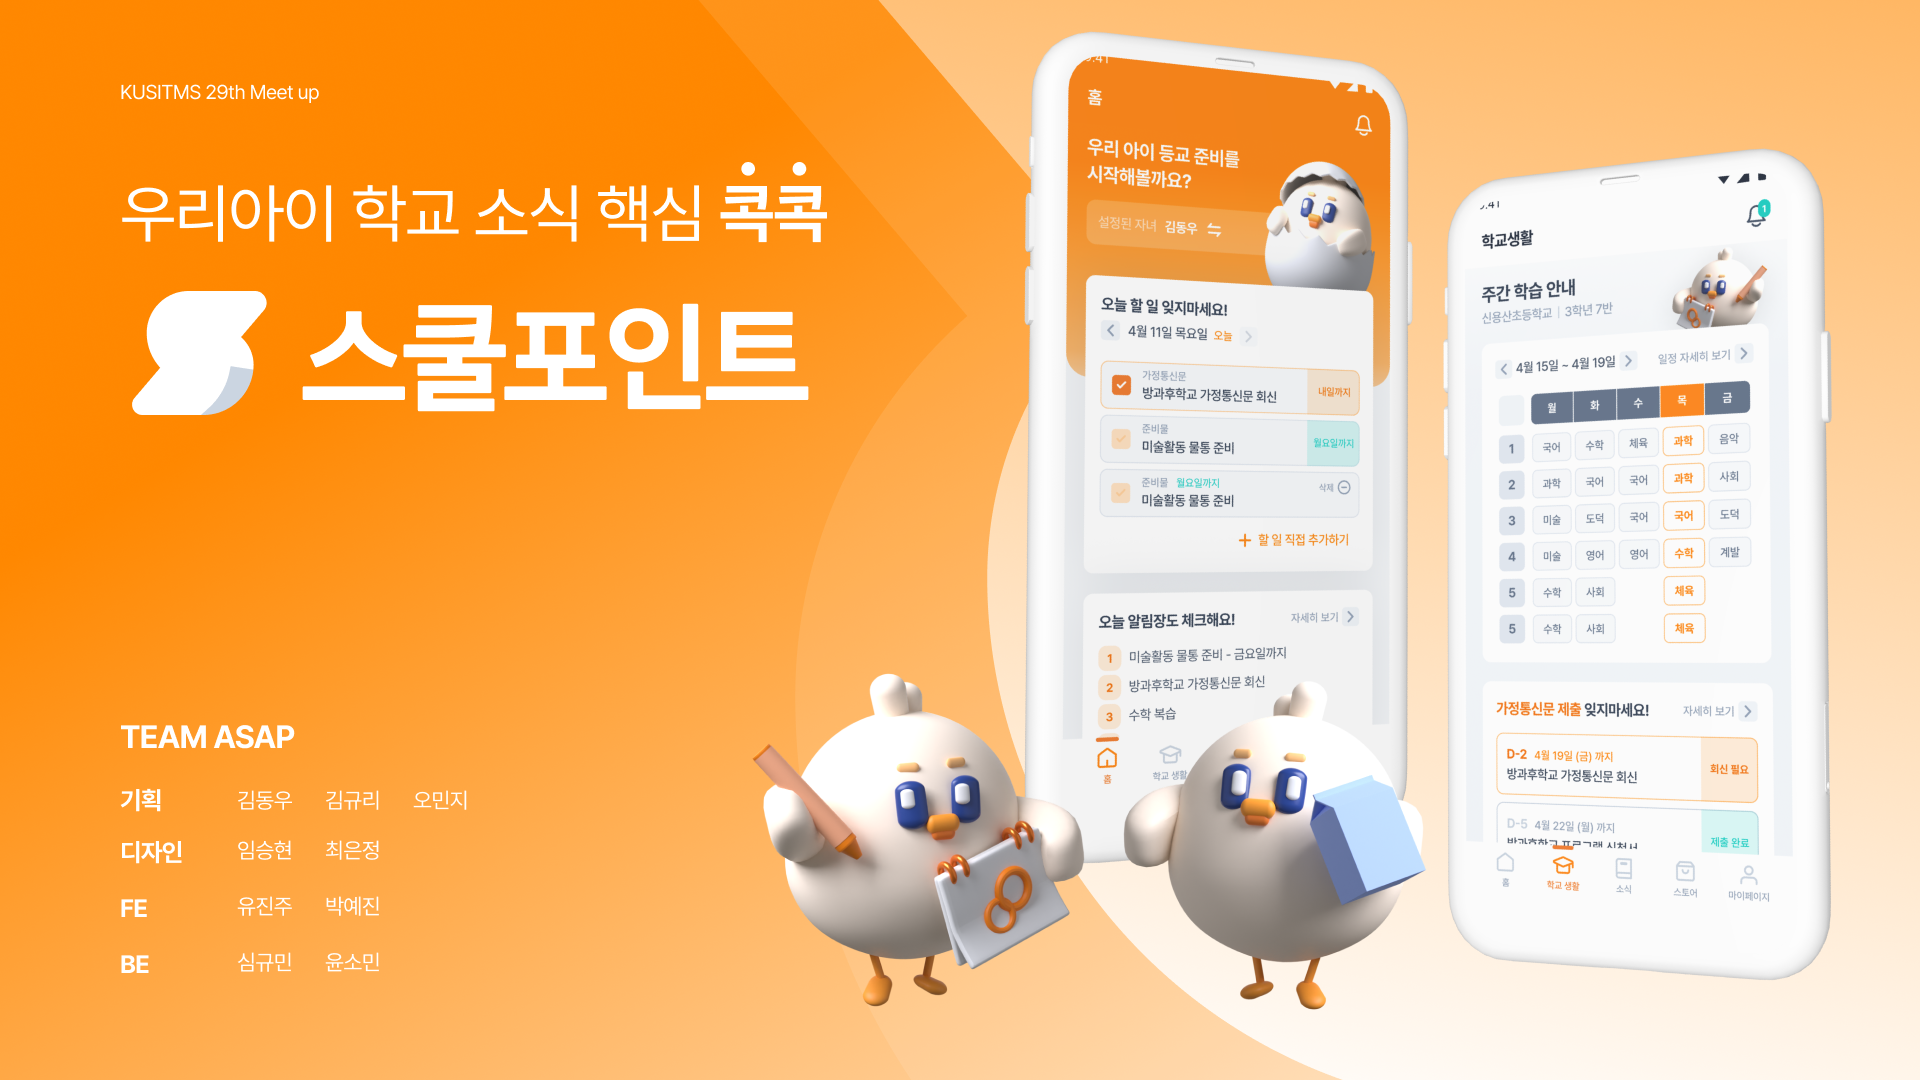 KUSITMS 29th Meet up
우리아이 학교 소식 핵심 콕콕
스쿨포인트
TEAM ASAP
기획 김동우 김규리 오민지
디자인 임승현 최은정
FE 유진주 박예진
BE 심규민 윤소민
홈
우리 아이 등교 준비를
시작해볼까요?
설정된 자녀 김동우
오늘 할 일 잊지마세요!
4월 11일 목요일 오늘
가정통신문
방과후학교 가정통신문 회신
내일까지
준비물
미술활동 물통 준비
월요일까지
준비물 월요일까지
미술활동 물통 준비
삭제
+ 할 일 직접 추가하기
오늘 알림장도 체크해요!
자세히 보기
1 미술활동 물통 준비 - 금요일까지
2 방과후학교 가정통신문 회신
3 수학 복습
홈 학교 생활
:41
1
학교생활
주간 학습 안내
신용산초등학교 | 3학년 7반
4월 15일 ~ 4월 19일
일정 자세히 보기
월 화 수 목 금
1 국어 수학 체육 과학 음악
2 과학 국어 국어 과학 사회
3 미술 도덕 국어 국어 도덕
4 미술 영어 영어 수학 계발
5 수학 사회 체육
5 수학 사회 체육
가정통신문 제출 잊지마세요!
자세히 보기
D-2 4월 19일 (금) 까지
방과후학교 가정통신문 회신
회신 필요
D-5 4월 22일 (월) 까지
방과후학교 프로그램 신청서
제출 완료
홈 학교 생활 소식 스토어 마이페이지